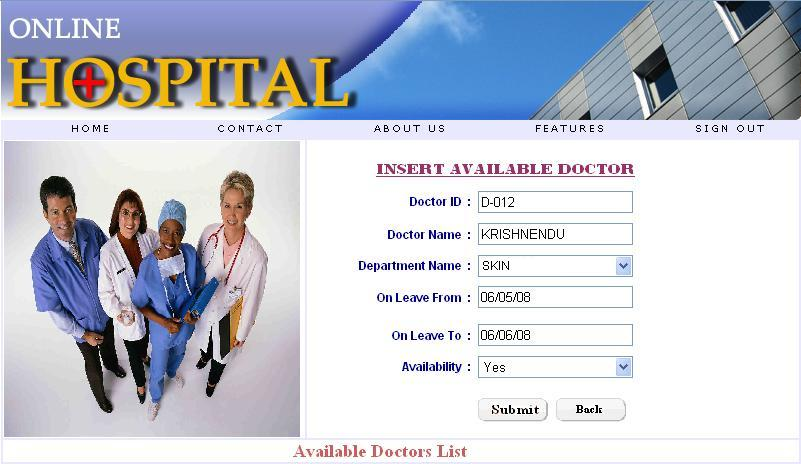 ONLINE
HOSPITAL
HOME CONTACT ABOUT US FEATURES SIGN OUT
INSERT AVAILABLE DOCTOR
Doctor ID : D-012
Doctor Name : KRISHNENDU
Department Name : SKIN
On Leave From : 06/05/08
On Leave To : 06/06/08
Availability : Yes
Submit Back
Available Doctors List